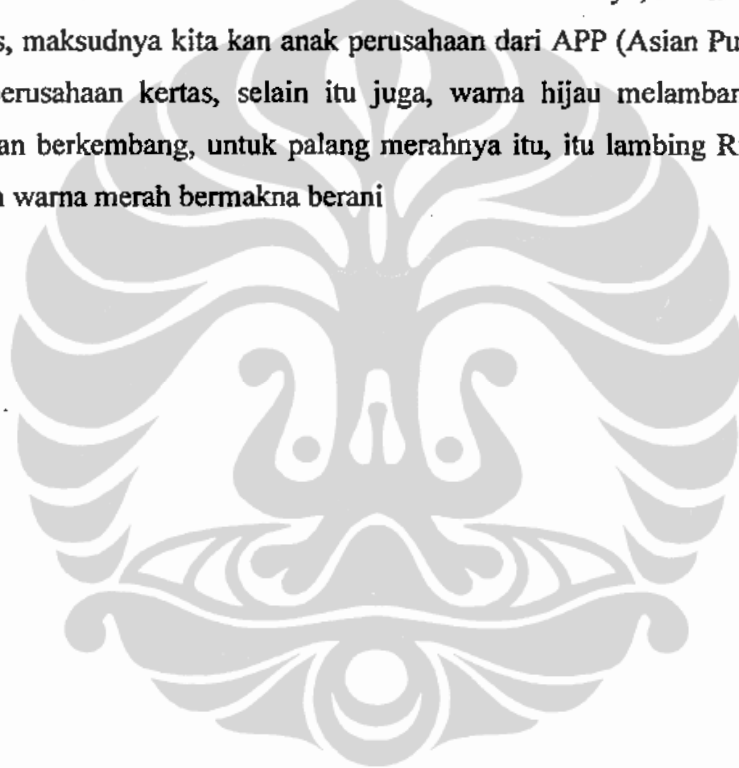 s, maksudnya kita kan anak perusahaan dari APP (Asian Pu
erusahaan kertas, selain itu juga, warna hijau melambar
an berkembang, untuk palang merahnya itu, itu lambing R
warna merah bermakna berani